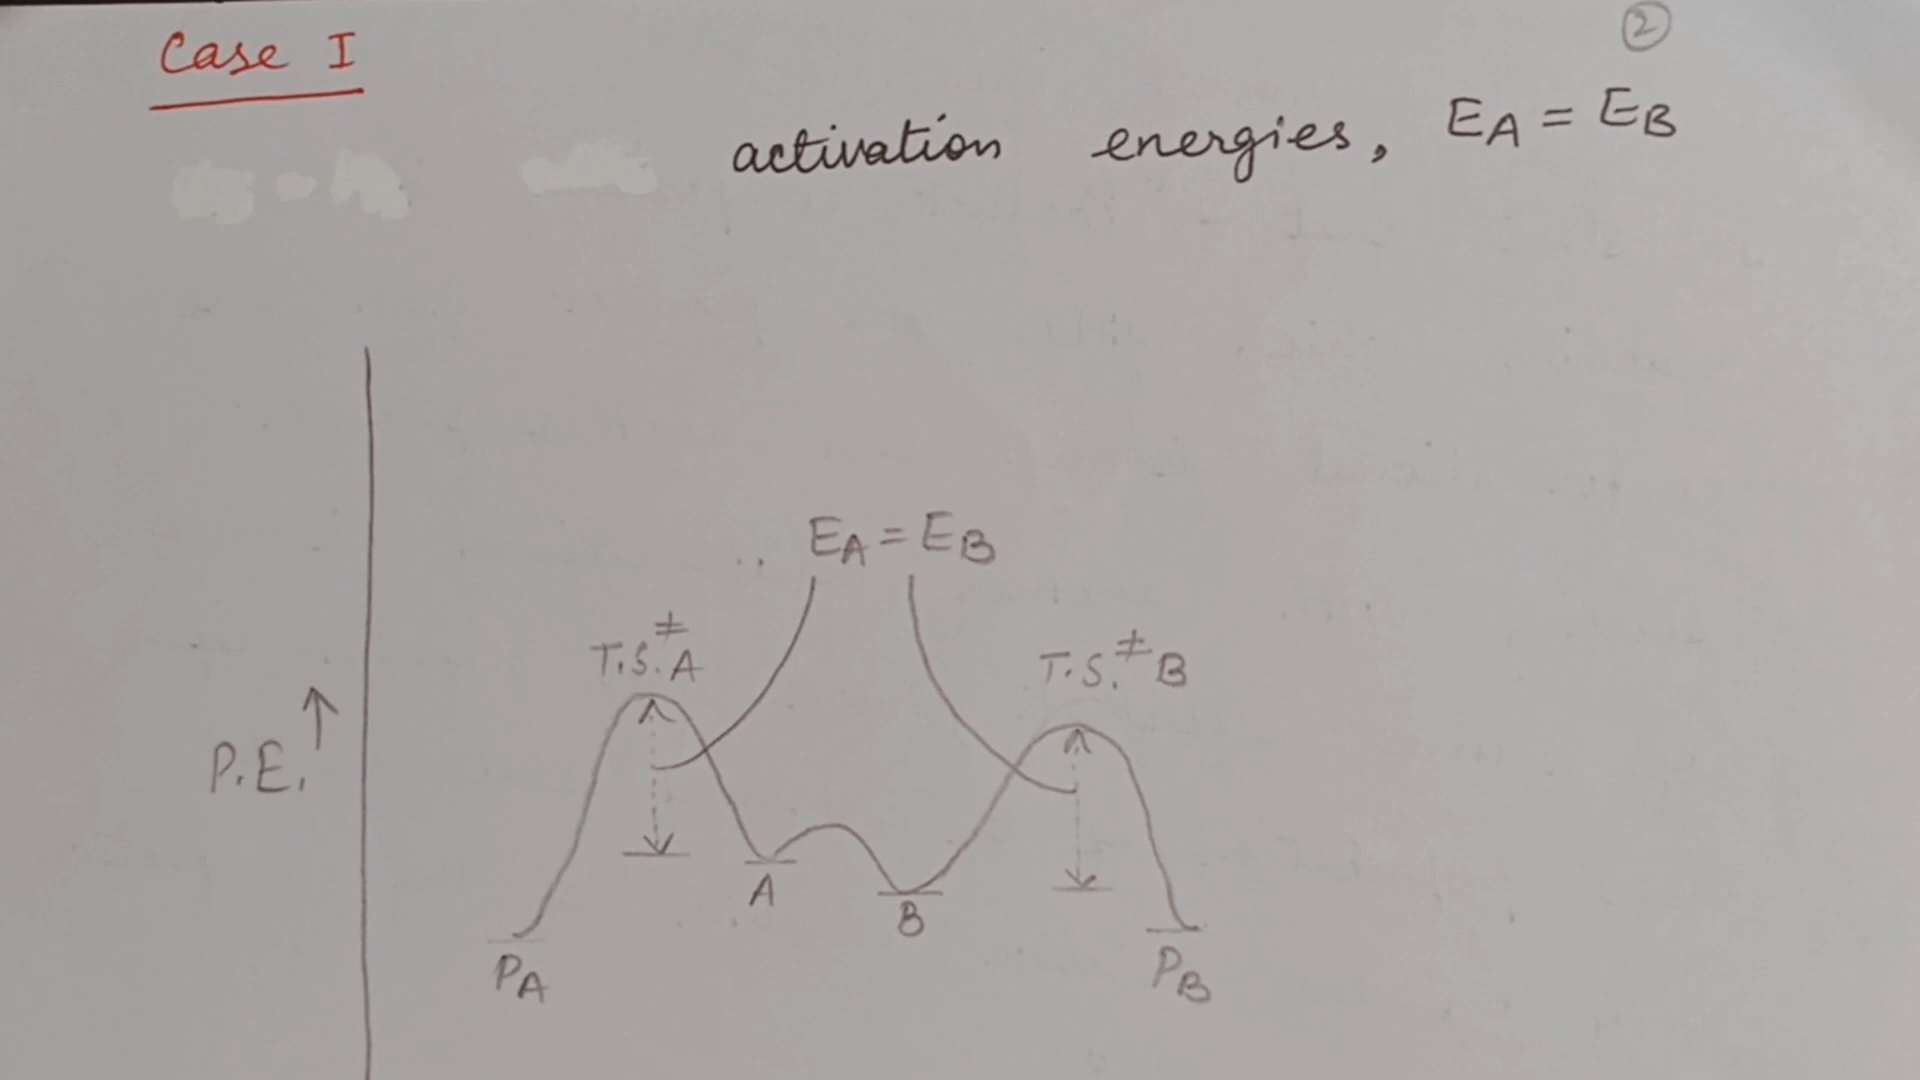 Case I
②
activation energies, EA = EB
EA = EB
T.S.≠A
T.S.≠B
P.E. ↑
A
B
PA
PB